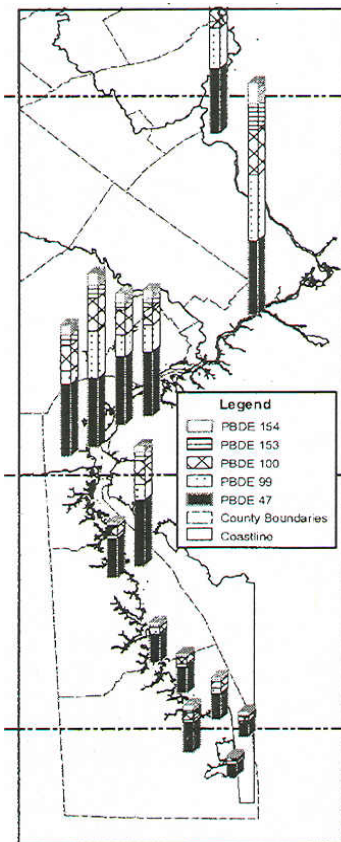 Legend
PBDE 154
PBDE 153
PBDE 100
PBDE 99
PBDE 47
County Boundaries
Coastline